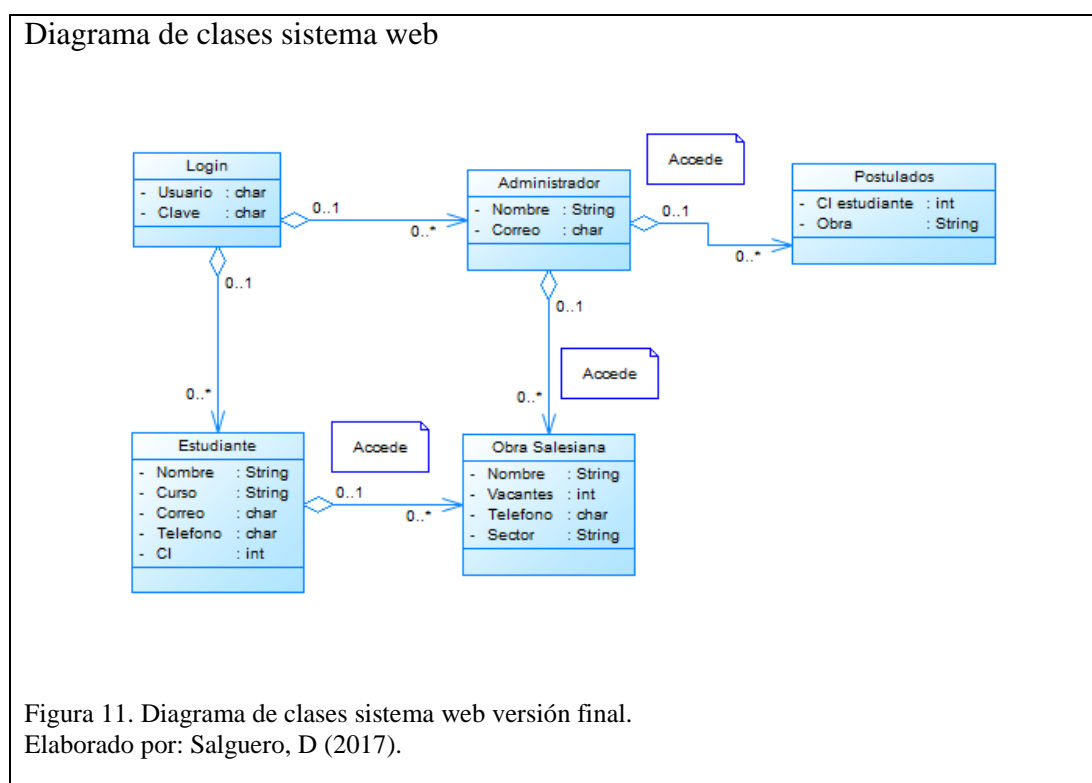 Diagrama de clases sistema web
Login
- Usuario : char
- Clave : char
0..1
0..*
Administrador
- Nombre : String
- Correo : char
Accede
0..1
0..*
Postulados
- CI estudiante : int
- Obra : String
0..1
0..*
0..1
Accede
0..*
Estudiante
- Nombre : String
- Curso : String
- Correo : char
- Telefono : char
- CI : int
Accede
0..1
0..*
Obra Salesiana
- Nombre : String
- Vacantes : int
- Telefono : char
- Sector : String
Figura 11. Diagrama de clases sistema web versión final.
Elaborado por: Salguero, D (2017).